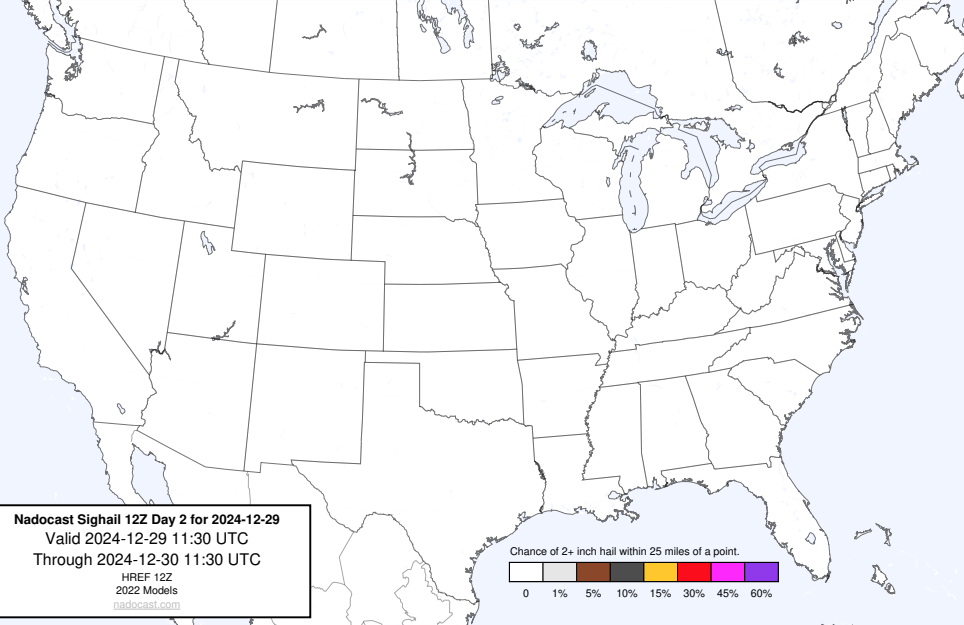 Nadocast Sighail 12Z Day 2 for 2024-12-29
Valid 2024-12-29 11:30 UTC
Through 2024-12-30 11:30 UTC
HREF 12Z
2022 Models
nadocast.com
Chance of 2+ inch hail within 25 miles of a point.
0 1% 5% 10% 15% 30% 45% 60%